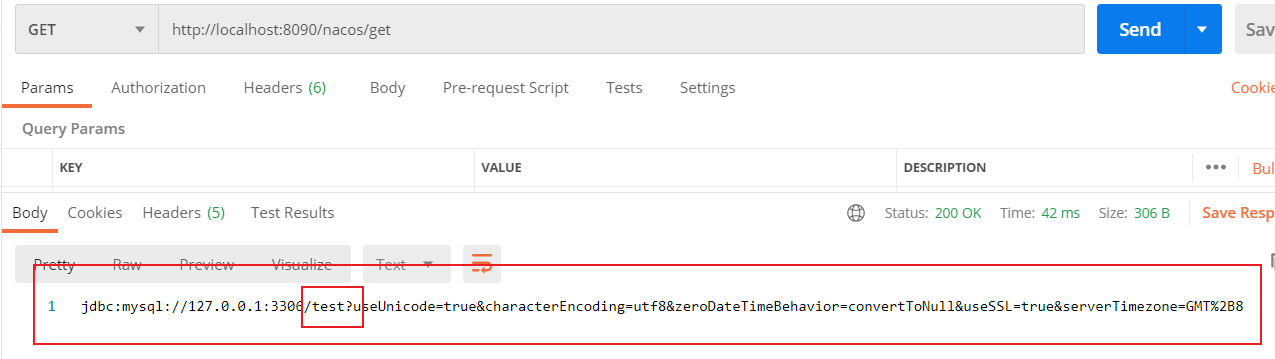 GET http://localhost:8090/nacos/get Send Sav
Params Authorization Headers (6) Body Pre-request Script Tests Settings Cookie
Query Params
KEY VALUE DESCRIPTION ••• Bul
Body Cookies Headers (5) Test Results Status: 200 OK Time: 42 ms Size: 306 B Save Resp
Pretty Raw Preview Visualize Text
1 jdbc:mysql://127.0.0.1:3306/test?useUnicode=true&characterEncoding=utf8&zeroDateTimeBehavior=convertToNull&useSSL=true&serverTimezone=GMT%2B8